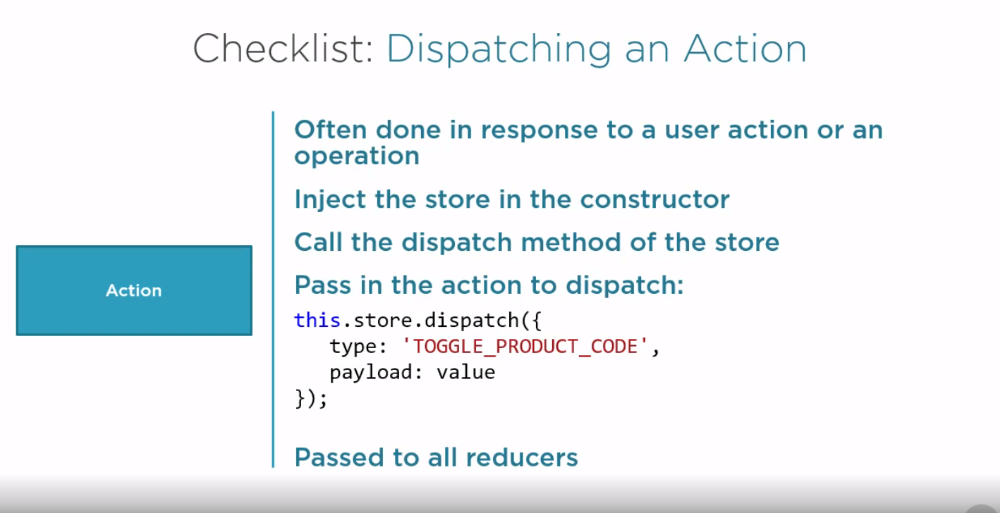 Checklist: Dispatching an Action
Often done in response to a user action or an
operation
Inject the store in the constructor
Call the dispatch method of the store
Action
Pass in the action to dispatch:
this.store.dispatch({
type: 'TOGGLE_PRODUCT_CODE',
payload: value
});
Passed to all reducers